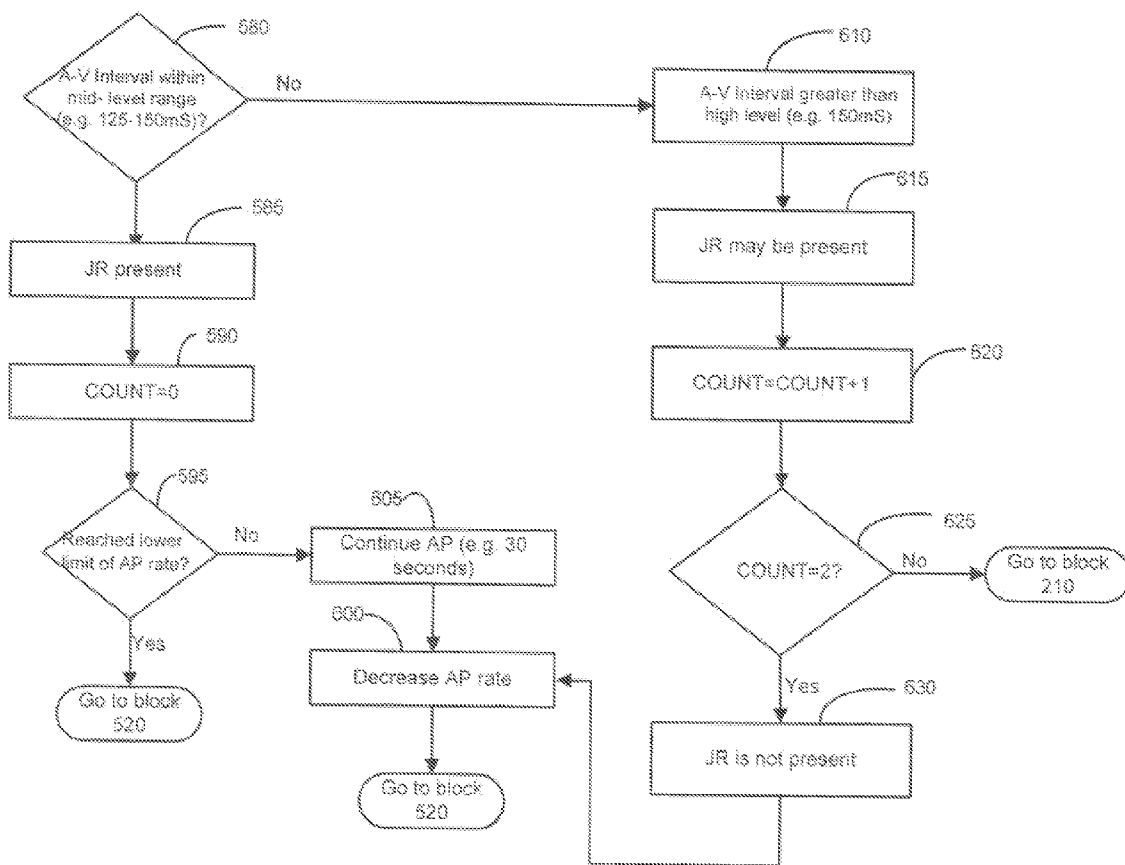 580
A-V Interval within
mid- level range
(e.g. 125-150mS)?
No
610
A-V Interval greater than
high level (e.g. 150mS)
585
JR present
615
JR may be present
590
COUNT=0
620
COUNT=COUNT+1
595
Reached lower
limit of AP rate?
No
Yes
Go to block
520
605
Continue AP (e.g. 30
seconds)
600
Decrease AP rate
Go to block
520
625
COUNT=2?
No
Go to block
210
Yes
630
JR is not present